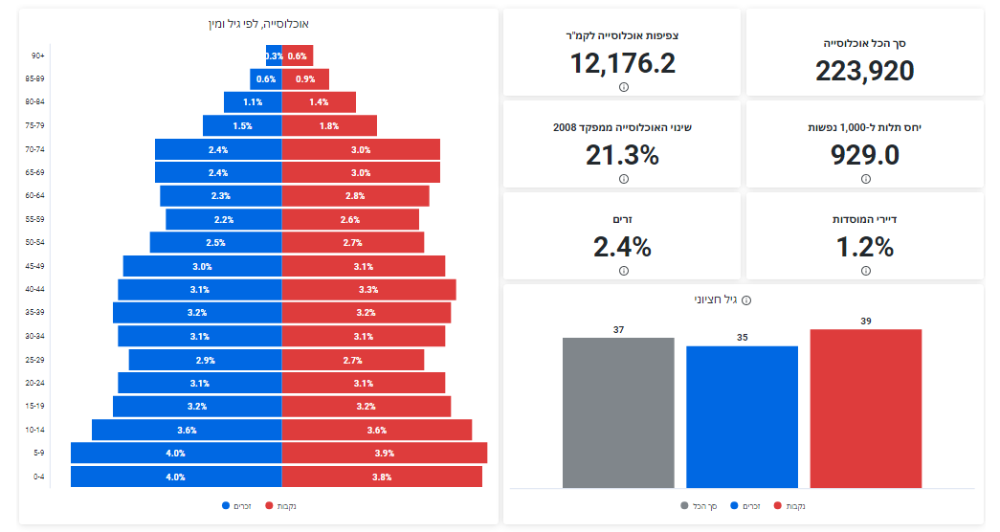 אוכלוסייה, לפי גיל ומין
90+ 0.3% 0.6%
85-89 0.6% 0.9%
80-84 1.1% 1.4%
75-79 1.5% 1.8%
70-74 2.4% 3.0%
65-69 2.4% 3.0%
60-64 2.3% 2.8%
55-59 2.2% 2.6%
50-54 2.5% 2.7%
45-49 3.0% 3.1%
40-44 3.1% 3.3%
35-39 3.2% 3.2%
30-34 3.1% 3.1%
25-29 2.9% 2.7%
20-24 3.1% 3.1%
15-19 3.2% 3.2%
10-14 3.6% 3.6%
5-9 4.0% 3.9%
0-4 4.0% 3.8%
זכרים נקבות
סך הכל אוכלוסייה
223,920
צפיפות אוכלוסייה לקמ"ר
12,176.2
יחס תלות ל-1,000 נפשות
929.0
שינוי האוכלוסייה ממפקד 2008
21.3%
דיירי המוסדות
1.2%
זרים
2.4%
גיל חציוני
37 35 39
סך הכל זכרים נקבות